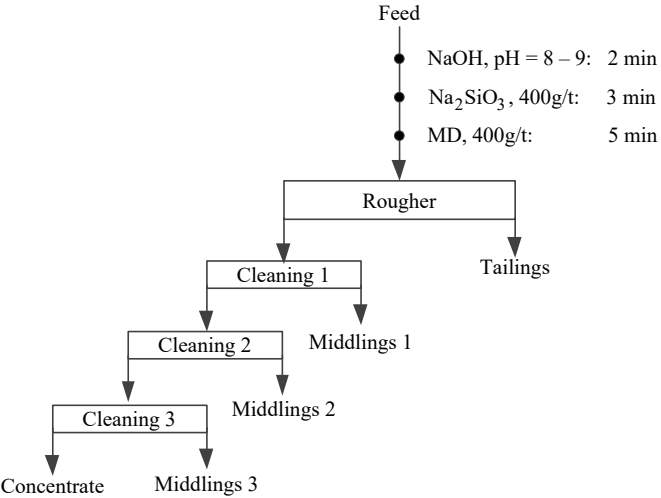 Feed
NaOH, pH = 8 – 9: 2 min
Na₂SiO₃, 400g/t: 3 min
MD, 400g/t: 5 min
Rougher
Tailings
Cleaning 1
Middlings 1
Cleaning 2
Middlings 2
Cleaning 3
Concentrate
Middlings 3